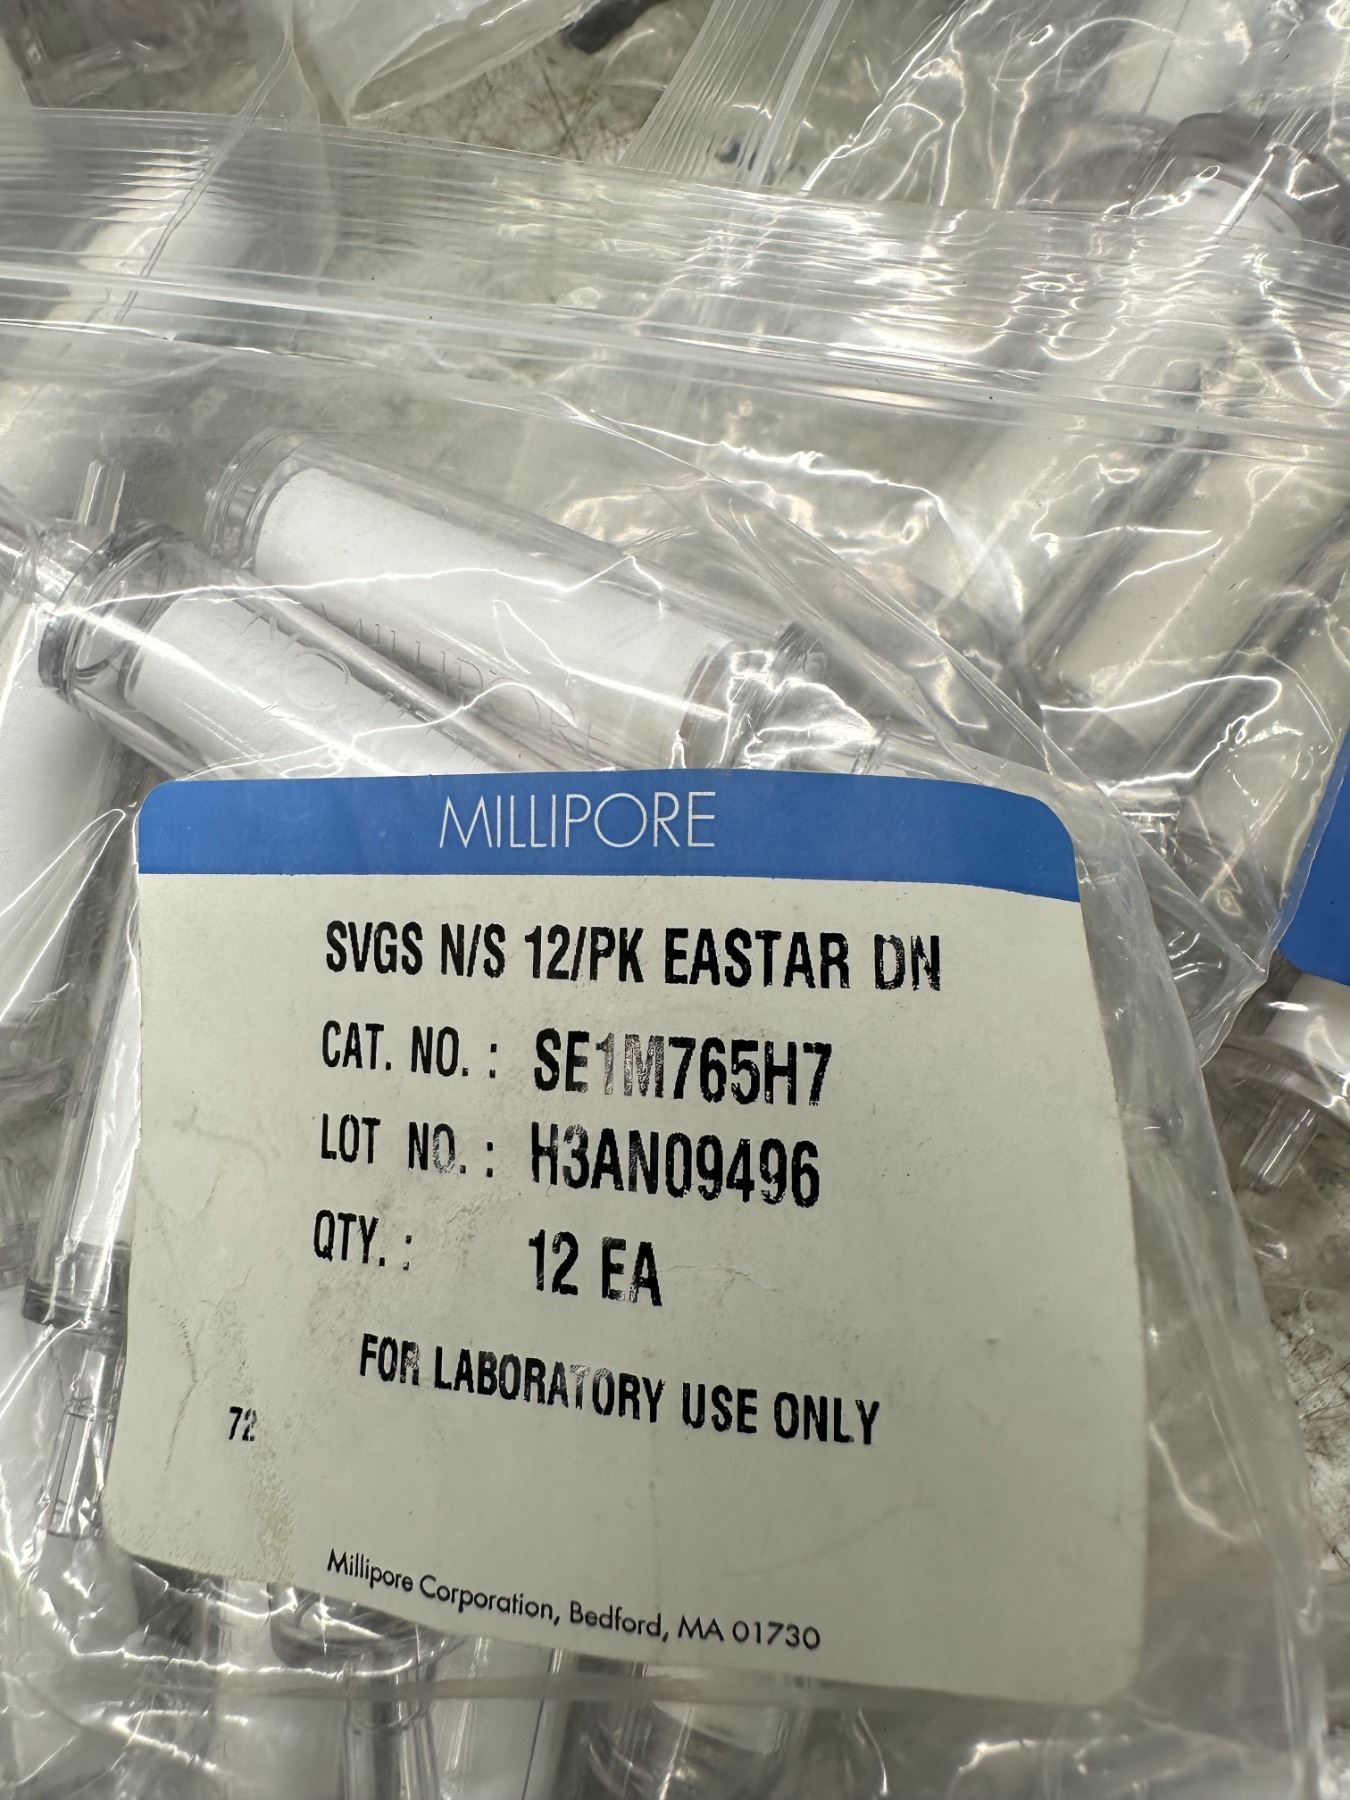 MILLIPORE
MILLIPORE
SVGS N/S 12/PK EASTAR DN
CAT. NO. : SE1M765H7
LOT NO. : H3AN09496
QTY. : 12 EA
FOR LABORATORY USE ONLY
72
Millipore Corporation, Bedford, MA 01730